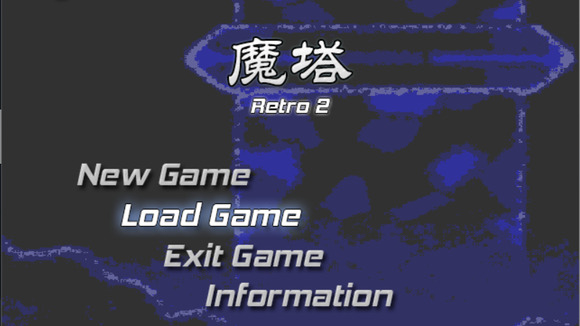 魔塔
Retro 2
New Game
Load Game
Exit Game
Information